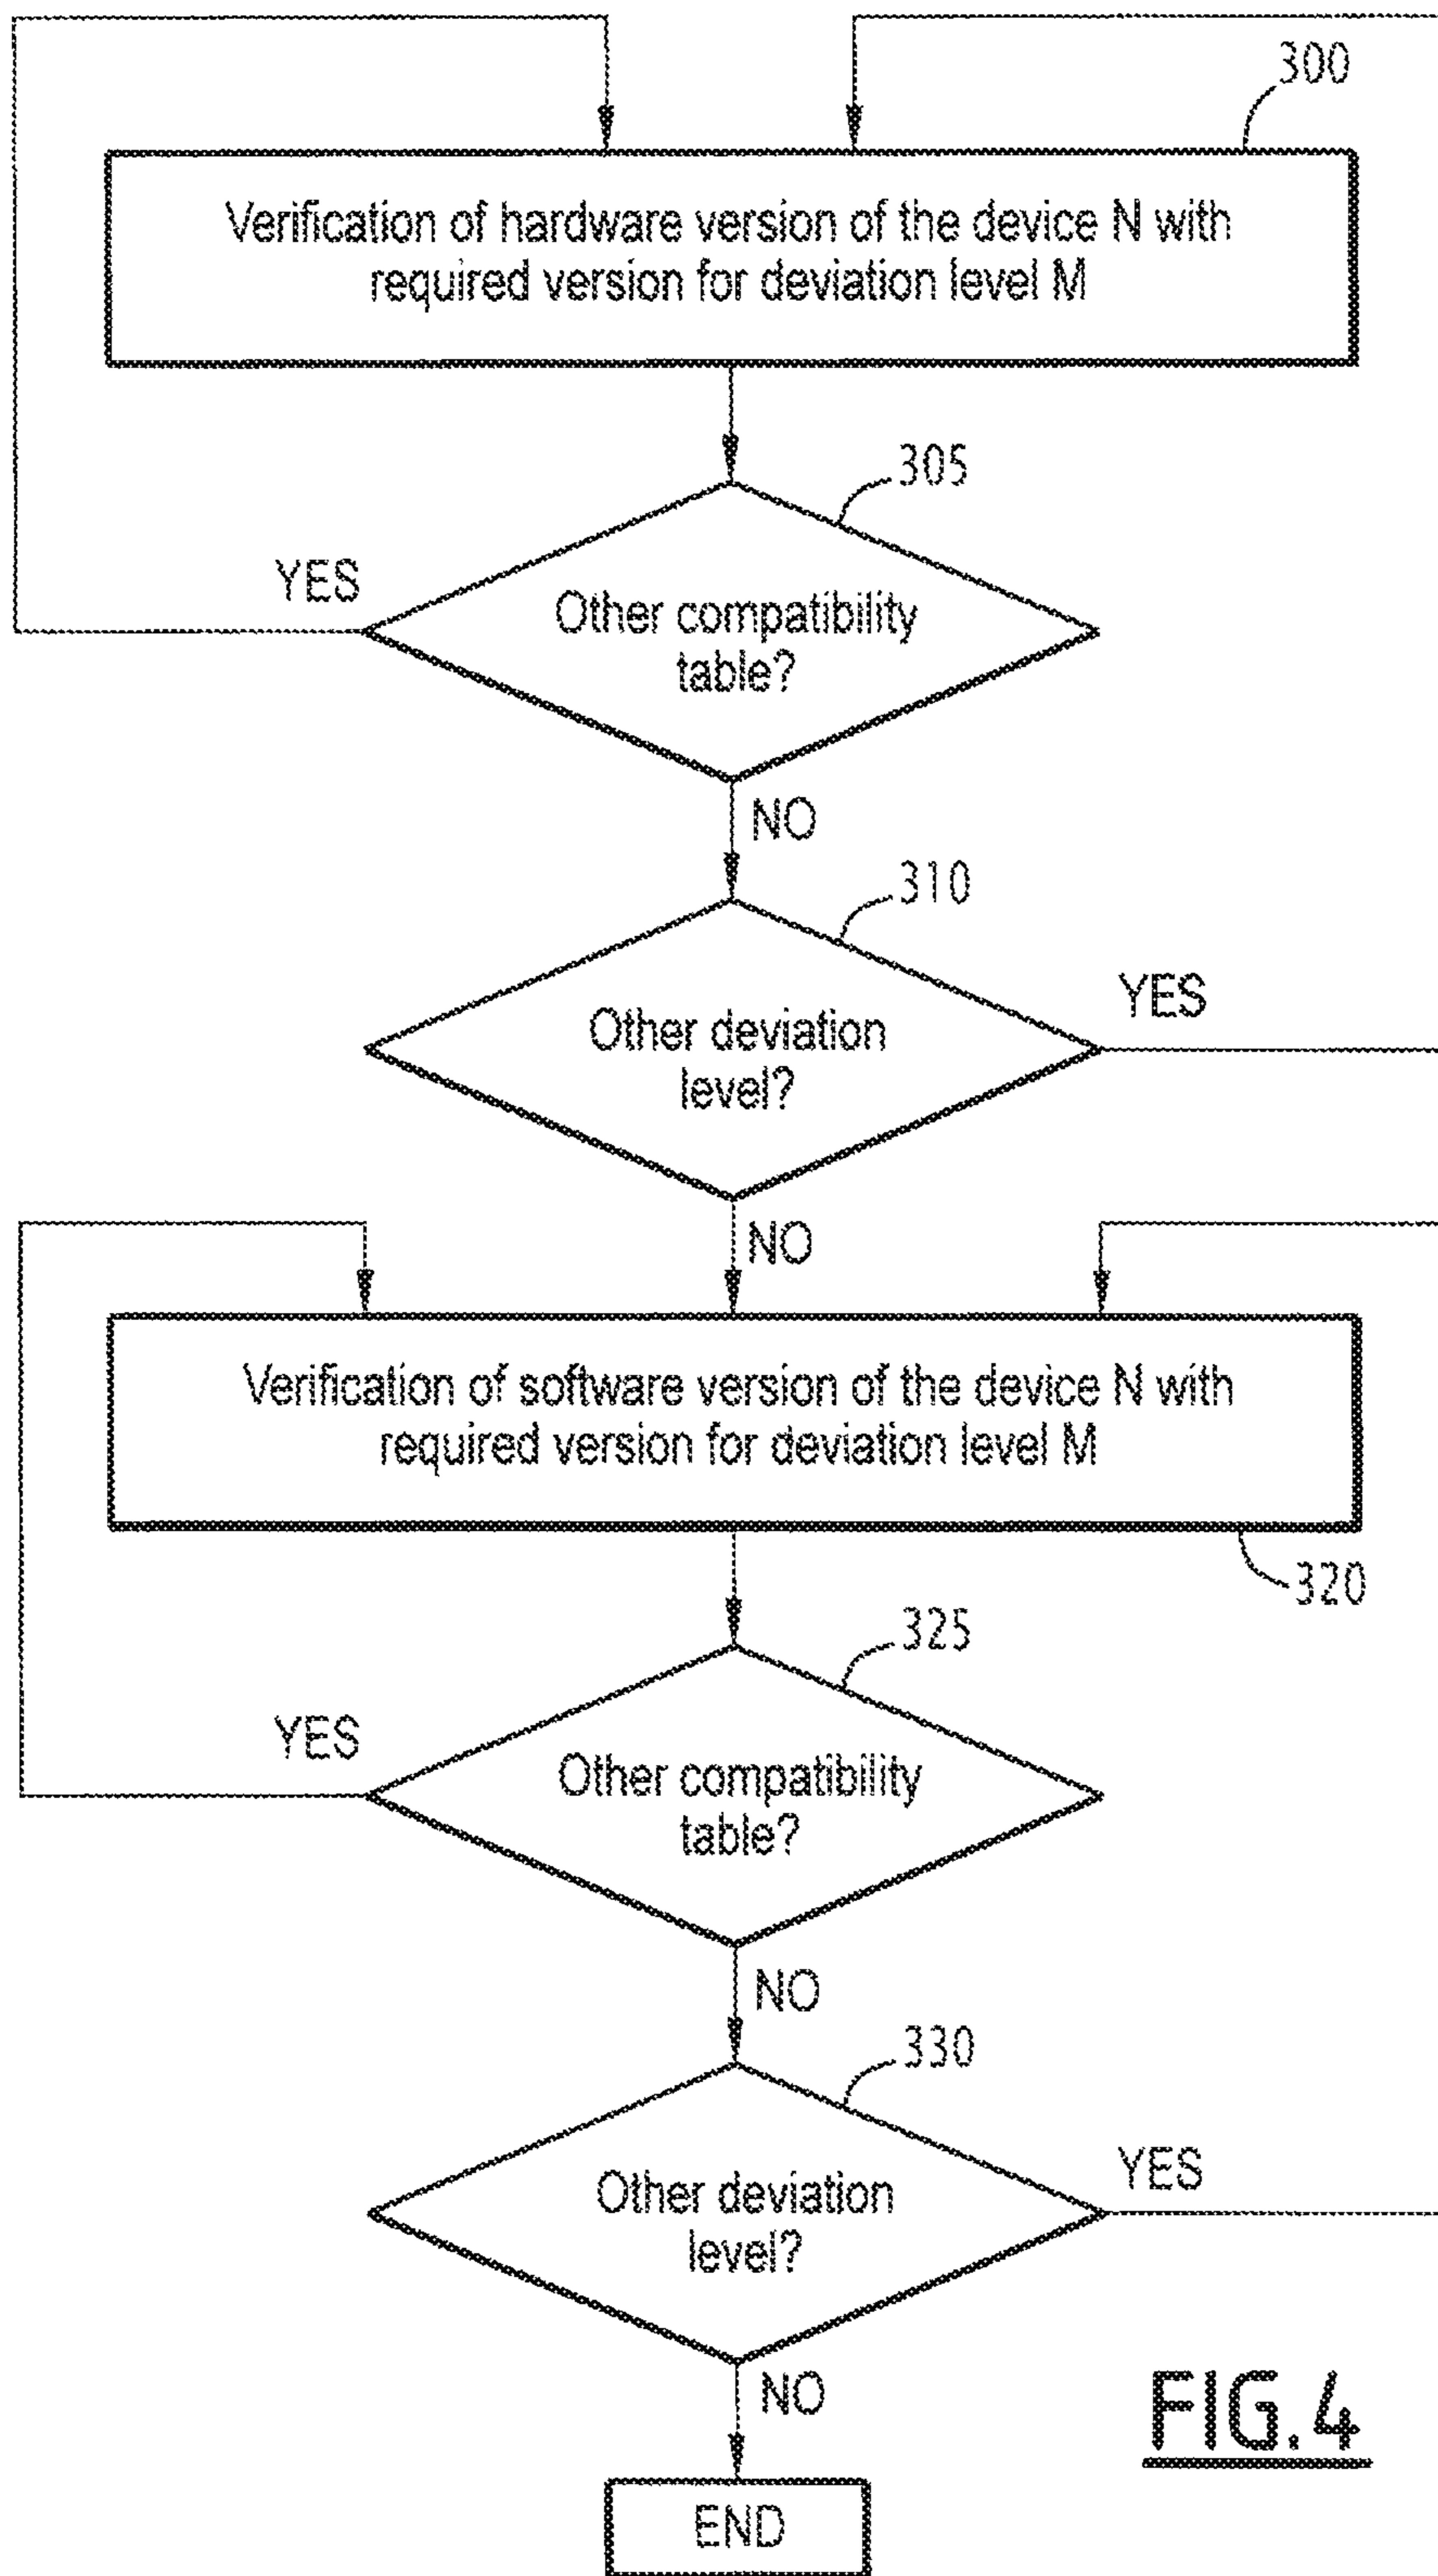 300
Verification of hardware version of the device N with
required version for deviation level M
305
YES
Other compatibility
table?
NO
310
YES
Other deviation
level?
NO
Verification of software version of the device N with
required version for deviation level M
320
325
YES
Other compatibility
table?
NO
330
YES
Other deviation
level?
NO
FIG.4
END